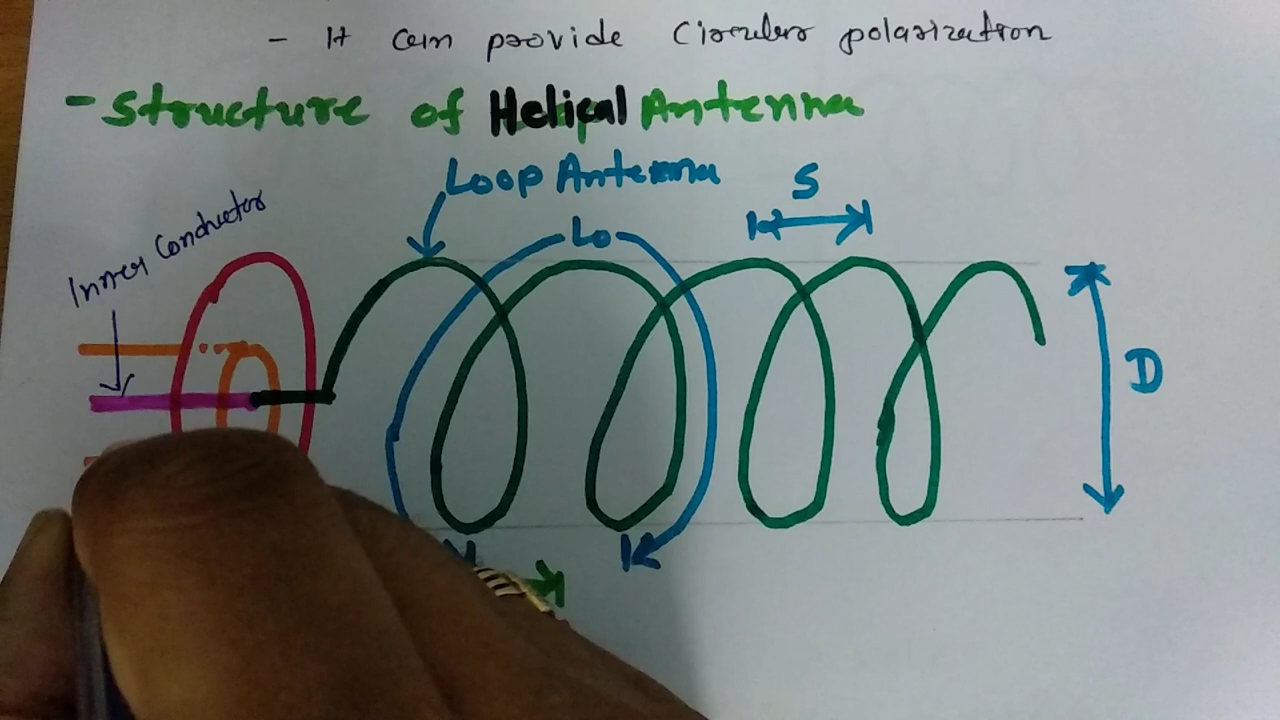 - It can provide Circular polarization
- Structure of Helical Antenna
Loop Antenna
S
Inner Conductor
Lo
D